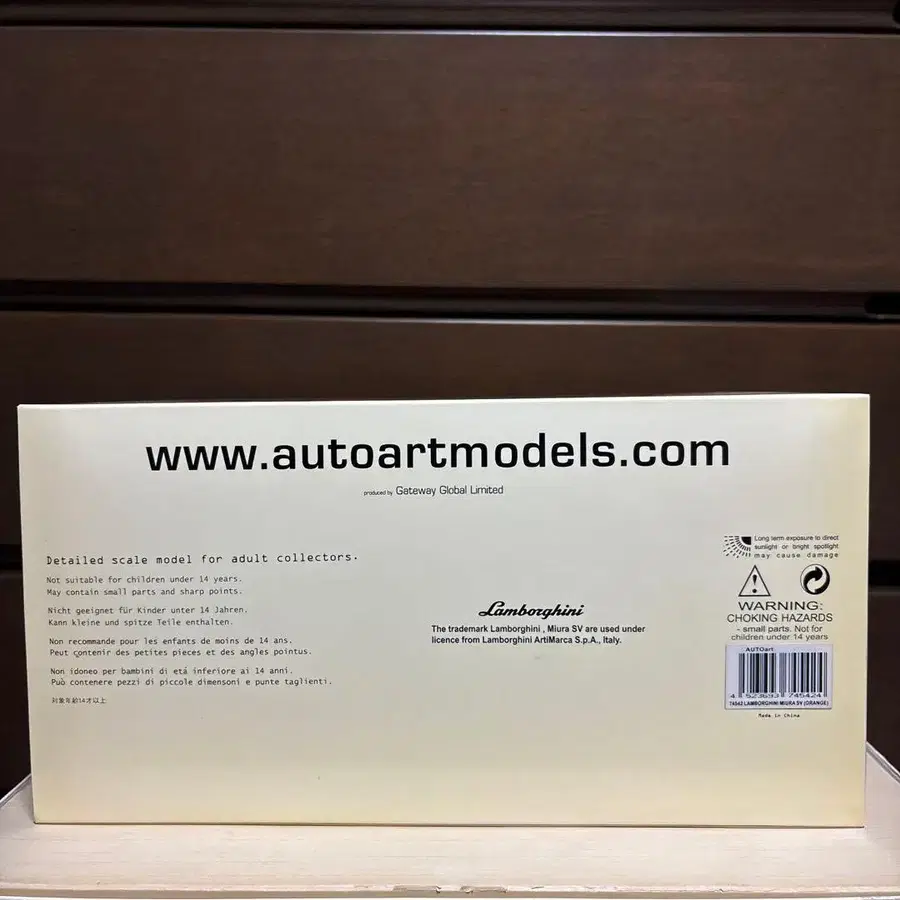 www.autoartmodels.com
produced by Gateway Global Limited
Detailed scale model for adult collectors.
Not suitable for children under 14 years.
May contain small parts and sharp points.
Nicht geeignet für Kinder unter 14 Jahren.
Kann kleine und spitze Teile enthalten.
Non recommande pour les enfants de moins de 14 ans.
Peut çontenir des petites pieces et des angles pointus.
Non idoneo per bambini di etá inferiore ai 14 anni.
Può contenere pezzi di piccole dimensoni e punte taglienti.
対象年齢14才以上
Lamborghini
The trademark Lamborghini , Miura SV are used under
licence from Lamborghini ArtiMarca S.p.A., Italy.
Long term exposure to direct
sunlight or bright spotlight
may cause damage
WARNING:
CHOKING HAZARDS
- small parts. Not for
children under 14 years
AUTOart
4 523693 745424
74542 LAMBORGHINI MIURA SV (ORANGE)
Made in China